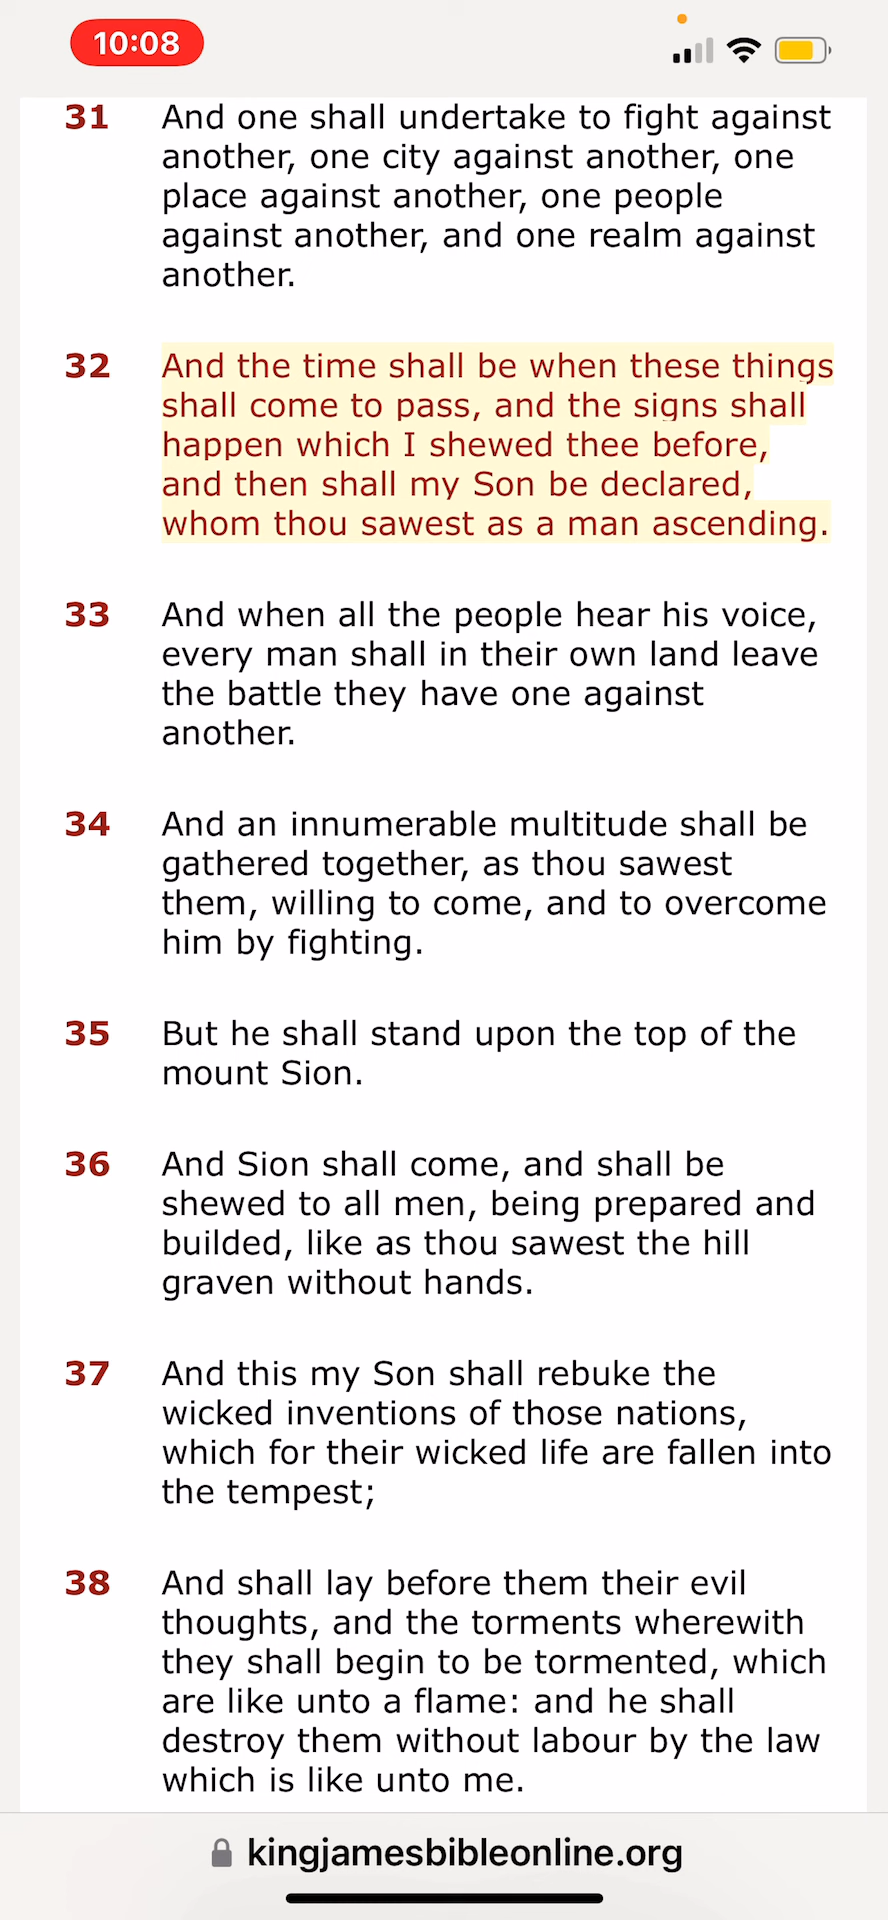 10:08
31 And one shall undertake to fight against
another, one city against another, one
place against another, one people
against another, and one realm against
another.
32 And the time shall be when these things
shall come to pass, and the signs shall
happen which I shewed thee before,
and then shall my Son be declared,
whom thou sawest as a man ascending.
33 And when all the people hear his voice,
every man shall in their own land leave
the battle they have one against
another.
34 And an innumerable multitude shall be
gathered together, as thou sawest
them, willing to come, and to overcome
him by fighting.
35 But he shall stand upon the top of the
mount Sion.
36 And Sion shall come, and shall be
shewed to all men, being prepared and
builded, like as thou sawest the hill
graven without hands.
37 And this my Son shall rebuke the
wicked inventions of those nations,
which for their wicked life are fallen into
the tempest;
38 And shall lay before them their evil
thoughts, and the torments wherewith
they shall begin to be tormented, which
are like unto a flame: and he shall
destroy them without labour by the law
which is like unto me.
kingjamesbibleonline.org